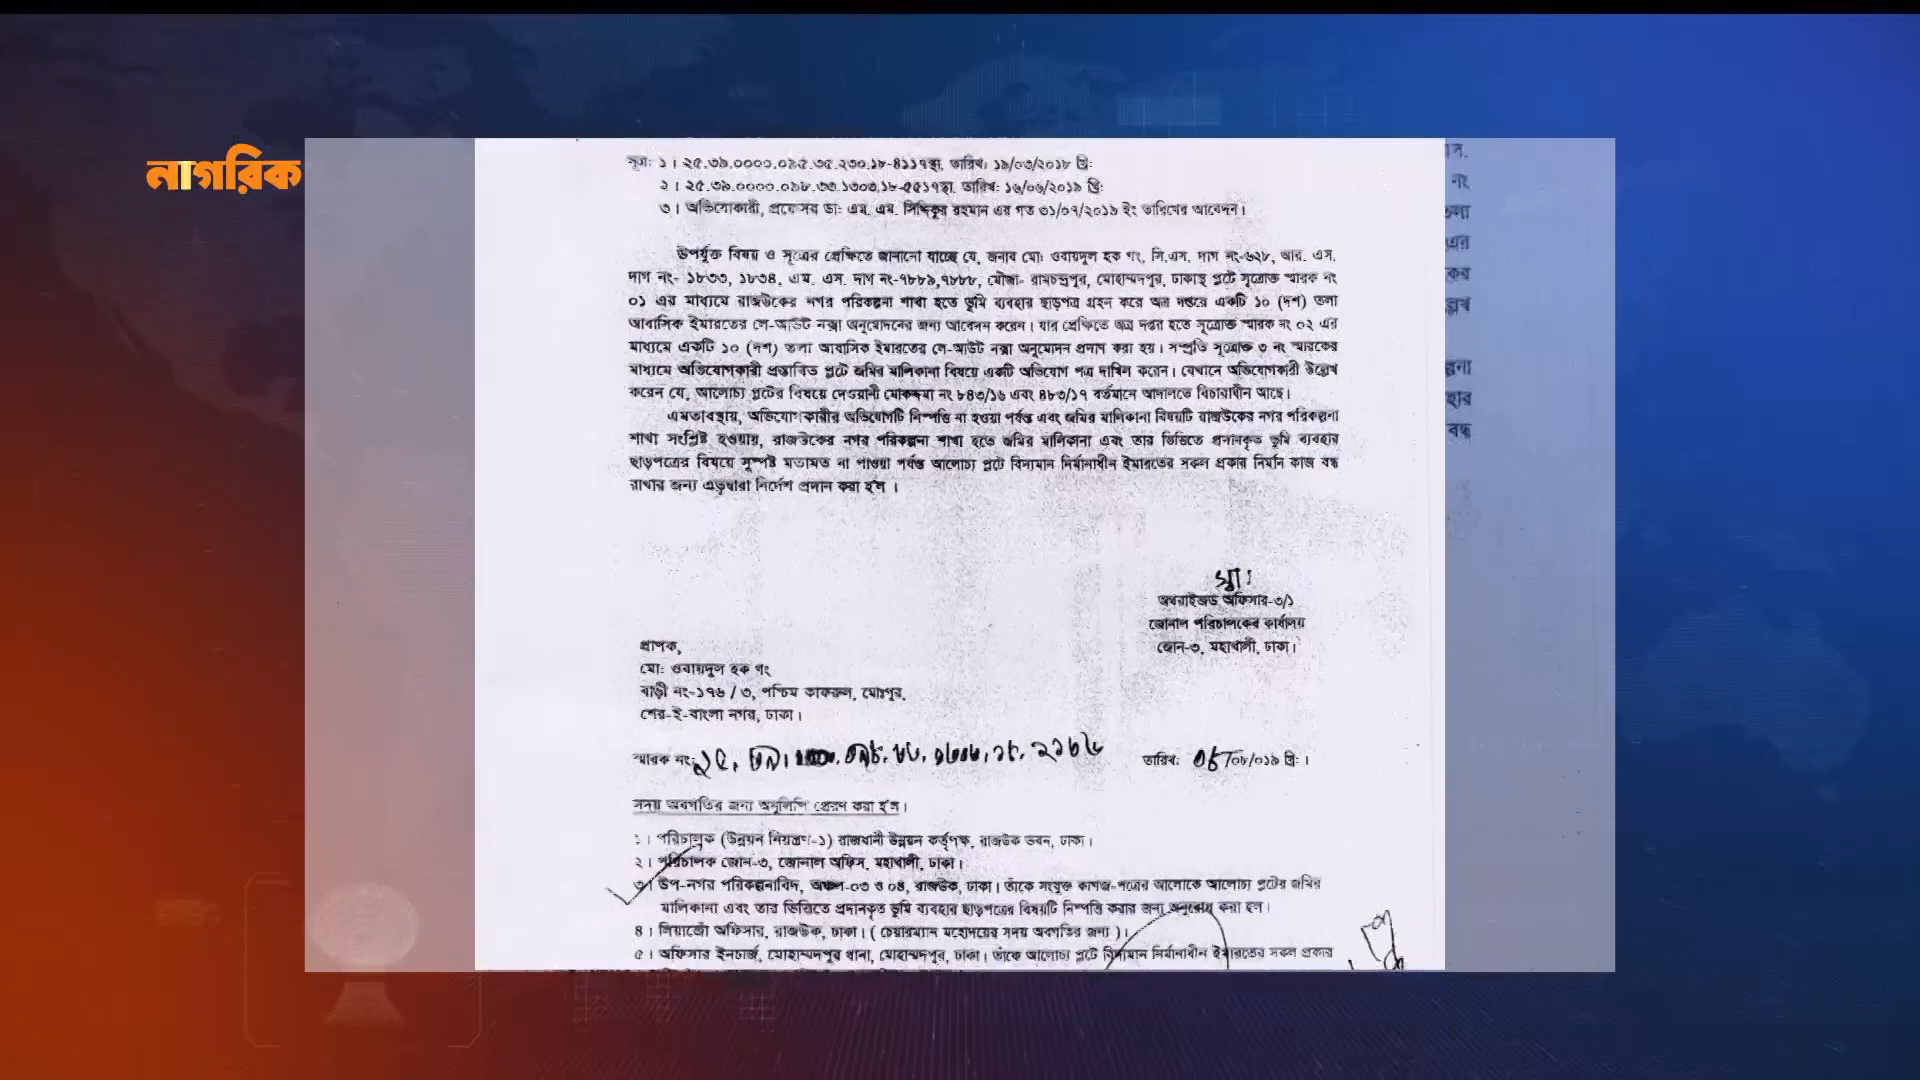 নাগরিক
সূত্র: ১। ২৫.৩৯.০০০০.০৯৫.৩৫.২৩০.১৮-৪১১৭স্থা, তারিখ: ১৯/০৩/২০১৮ খ্রি:
২। ২৫.৩৯.০০০০.০৯৮.৩৩.১৩০৩.১৮-৫৫১৭স্থা, তারিখ: ১৬/০৬/২০১৯ খ্রি:
৩। অভিযোকারী, প্রফেসর ডা: এম. এম. সিদ্দিকুর রহমান এর গত ৩১/০৭/২০১৯ ইং তারিখের আবেদন।
উপর্যুক্ত বিষয় ও সূত্রের প্রেক্ষিতে জানানো যাচ্ছে যে, জনাব মো: ওবায়দুল হক গং, সি.এস. দাগ নং-৬২৮, আর. এস.
দাগ নং- ১৮৩৩, ১৮৩৪, এম. এস. দাগ নং-৭৮৮৯,৭৮৮৮, মৌজা- রামচন্দ্রপুর, মোহাম্মদপুর, ঢাকাস্থ প্লটে সূত্রোক্ত স্মারক নং
০১ এর মাধ্যমে রাজউকের নগর পরিকল্পনা শাখা হতে ভূমি ব্যবহার ছাড়পত্র গ্রহন করে অত্র দপ্তরে একটি ১০ (দশ) তলা
আবাসিক ইমারতের লে-আউট নক্সা অনুমোদনের জন্য আবেদন করেন। যার প্রেক্ষিতে অত্র দপ্তর হতে সূত্রোক্ত স্মারক নং ০২ এর
মাধ্যমে একটি ১০ (দশ) তলা আবাসিক ইমারতের লে-আউট নক্সা অনুমোদন প্রদান করা হয়। সম্প্রতি সূত্রোক্ত ৩ নং স্মারকের
মাধ্যমে অভিযোগকারী প্রস্তাবিত প্লটে জমির মালিকানা বিষয়ে একটি অভিযোগ পত্র দাখিল করেন। যেখানে অভিযোগকারী উল্লেখ
করেন যে, আলোচ্য প্লটের বিষয়ে দেওয়ানী মোকদ্দমা নং ৮৪৩/১৬ এবং ৪৮৩/১৭ বর্তমানে আদালতে বিচারাধীন আছে।
এমতাবস্থায়, অভিযোগকারীর অভিযোগটি নিষ্পত্তি না হওয়া পর্যন্ত এবং জমির মালিকানা বিষয়টি রাজউকের নগর পরিকল্পনা
শাখা সংশ্লিষ্ট হওয়ায়, রাজউকের নগর পরিকল্পনা শাখা হতে জমির মালিকানা এবং তার ভিত্তিতে প্রদানকৃত ভূমি ব্যবহার
ছাড়পত্রের বিষয়ে সুস্পষ্ট মতামত না পাওয়া পর্যন্ত আলোচ্য প্লটে বিদ্যমান নির্মানাধীন ইমারতের সকল প্রকার নির্মান কাজ বন্ধ
রাখার জন্য এতদ্বারা নির্দেশ প্রদান করা হ'ল।
স্বা:
অথরাইজড অফিসার-৩/১
জোনাল পরিচালকের কার্যালয়
জোন-৩, মহাখালী, ঢাকা।
প্রাপক,
মো: ওবায়দুল হক গং
বাড়ী নং-১৭৬ / ৩, পশ্চিম কাফরুল, মোল্লাপুর,
শের-ই-বাংলা নগর, ঢাকা।
স্মারক নং: তারিখ: /০৮/০১৯ খ্রি:।
সদয় অবগতির জন্য অনুলিপি প্রেরণ করা হ'ল।
১। পরিচালক (উন্নয়ন নিয়ন্ত্রণ-১) রাজধানী উন্নয়ন কর্তৃপক্ষ, রাজউক ভবন, ঢাকা।
২। পরিচালক জোন-৩, জোনাল অফিস, মহাখালী, ঢাকা।
৩। উপ-নগর পরিকল্পনাবিদ, অঞ্চল-০৩ ও ০৪, রাজউক, ঢাকা। তাঁকে সংযুক্ত কাগজ-পত্রের আলোকে আলোচ্য প্লটের জমির
মালিকানা এবং তার ভিত্তিতে প্রদানকৃত ভূমি ব্যবহার ছাড়পত্রের বিষয়টি নিষ্পত্তি করার জন্য অনুরোধ করা হল।
৪। লিয়াজোঁ অফিসার, রাজউক, ঢাকা। ( চেয়ারম্যান মহোদয়ের সদয় অবগতির জন্য )।
৫। অফিসার ইনচার্জ, মোহাম্মদপুর থানা, মোহাম্মদপুর, ঢাকা। তাঁকে আলোচ্য প্লটে বিদ্যমান নির্মানাধীন ইমারতের সকল প্রকার